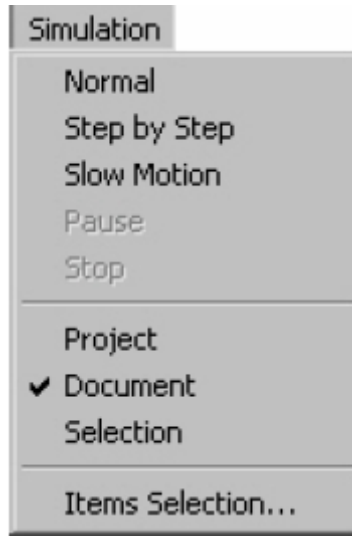 Simulation
Normal
Step by Step
Slow Motion
Pause
Stop
Project
Document
Selection
Items Selection...